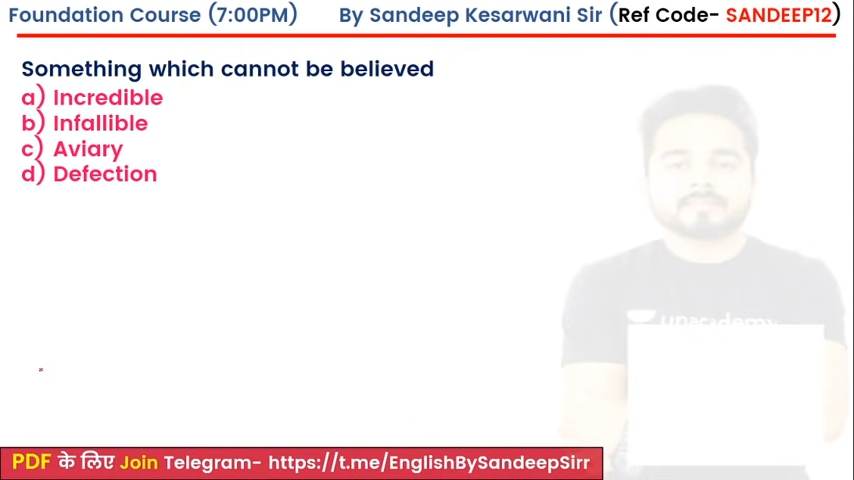 Foundation Course (7:00PM) By Sandeep Kesarwani Sir (Ref Code- SANDEEP12)
Something which cannot be believed
a) Incredible
b) Infallible
c) Aviary
d) Defection
unacademy
PDF के लिए Join Telegram- https://t.me/EnglishBySandeepSirr